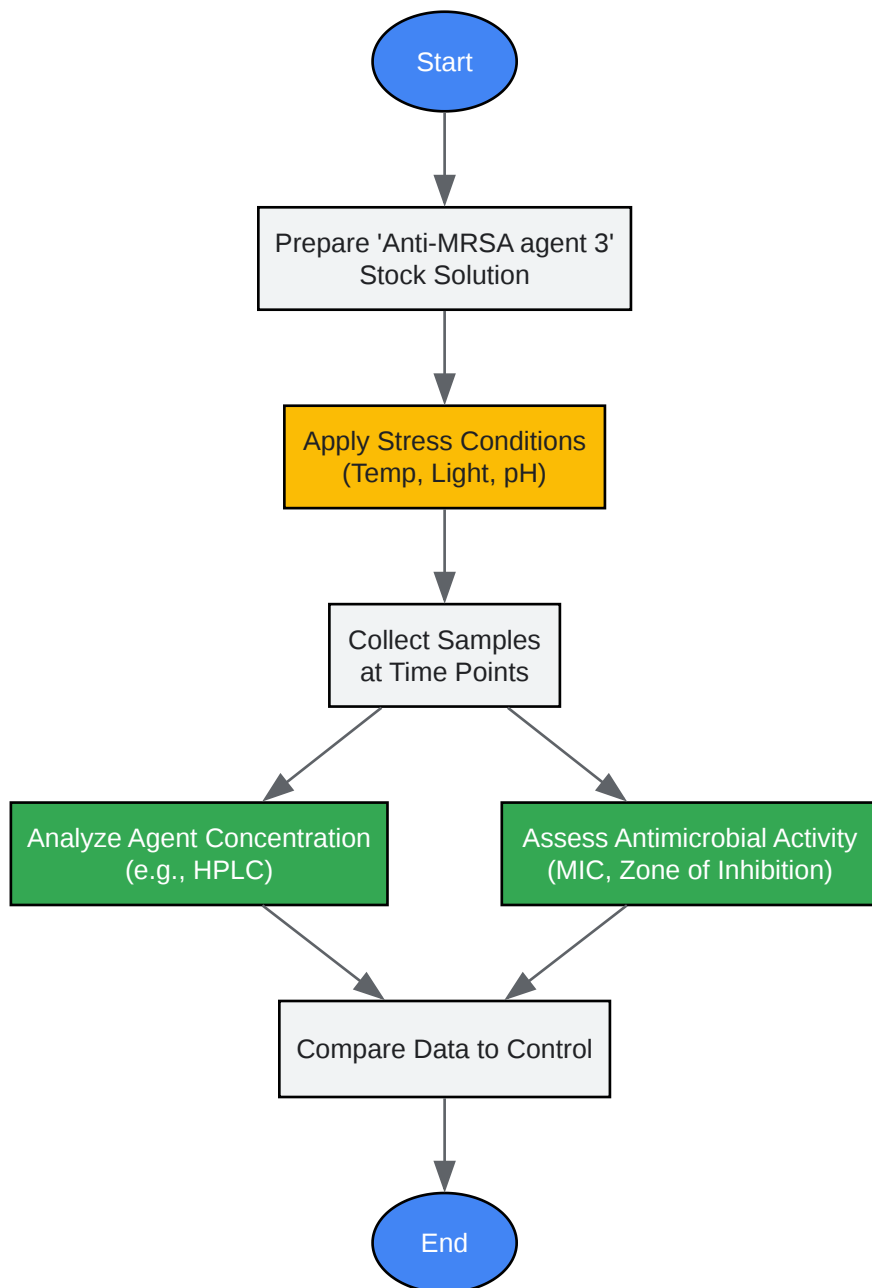 Start
Prepare 'Anti-MRSA agent 3'
Stock Solution
Apply Stress Conditions
(Temp, Light, pH)
Collect Samples
at Time Points
Analyze Agent Concentration
(e.g., HPLC)
Assess Antimicrobial Activity
(MIC, Zone of Inhibition)
Compare Data to Control
End